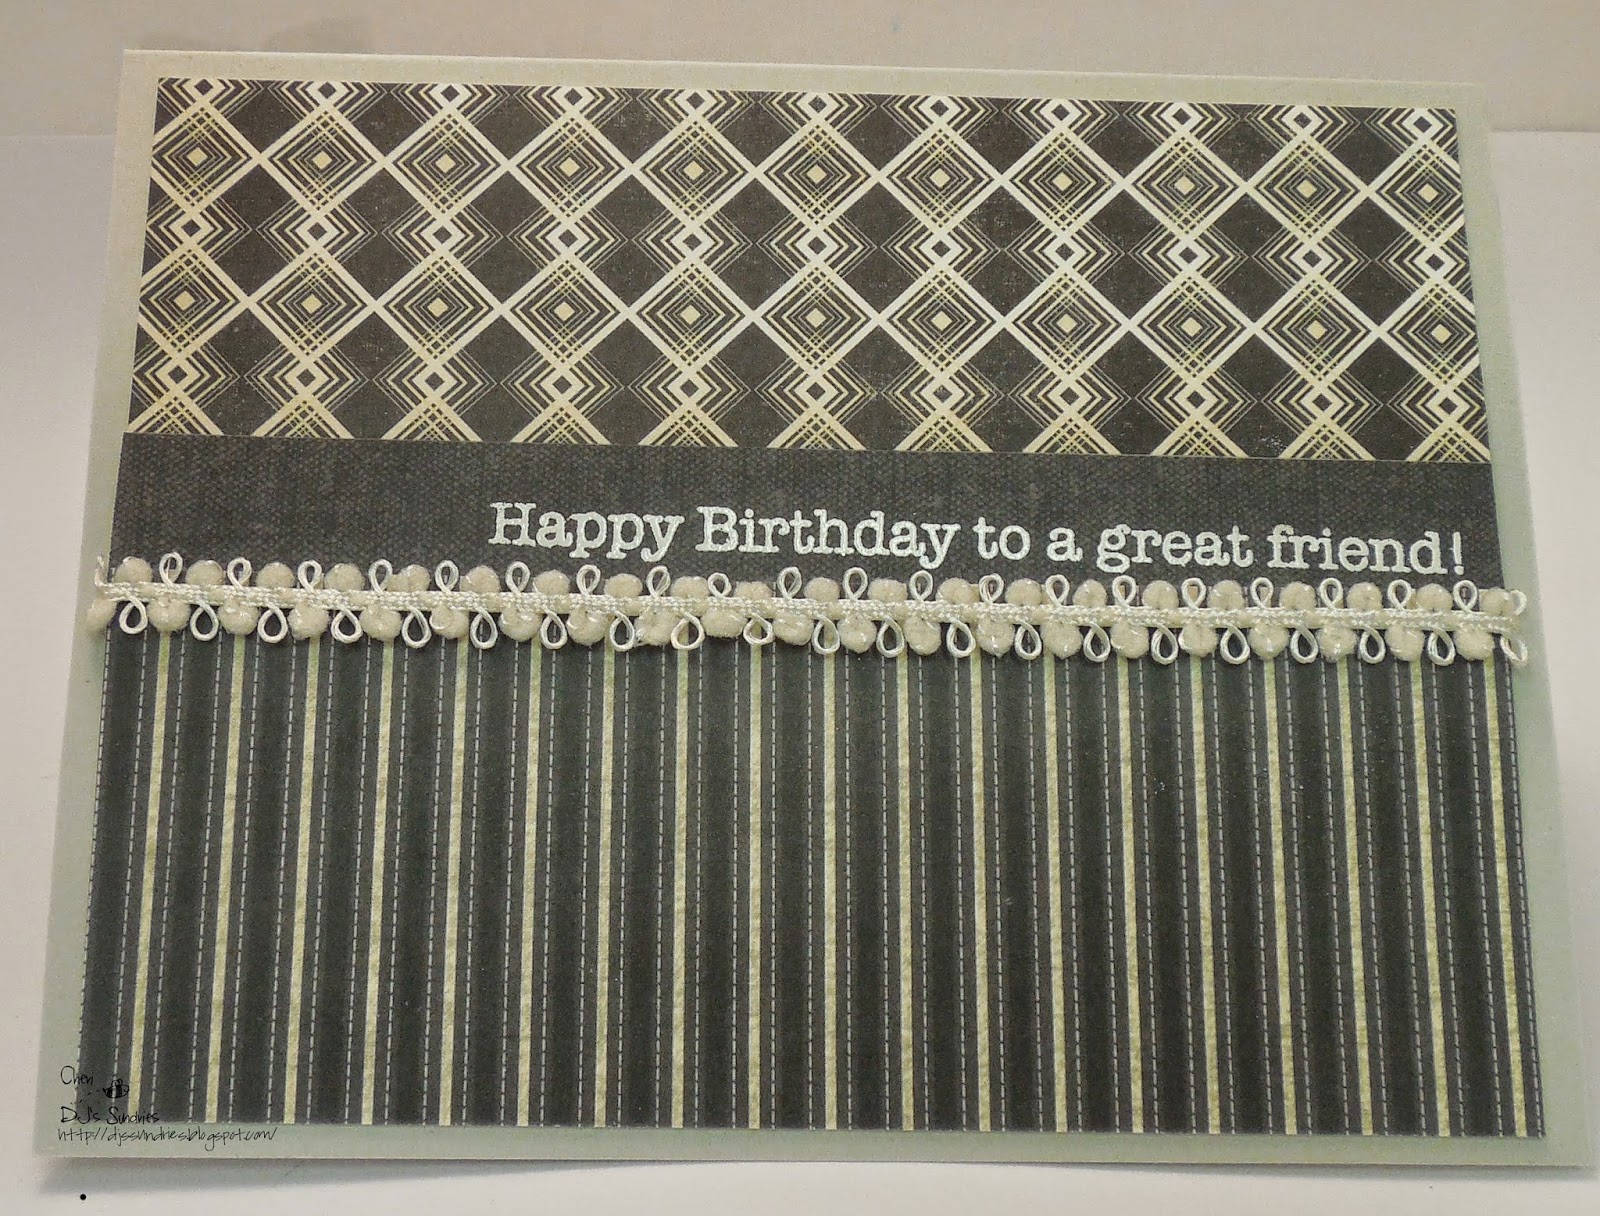 Happy Birthday to a great friend!
Cheri
DJ's Sundries
http://djssundries.blogspot.com/